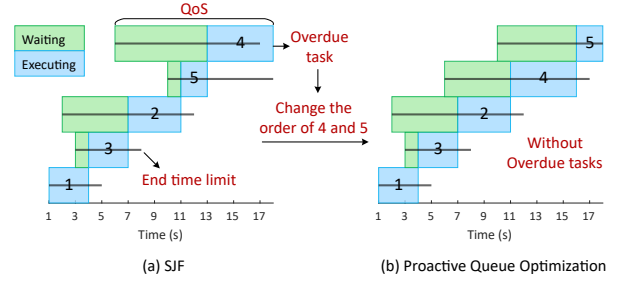 QoS
Waiting
Executing
4
Overdue
task
5
Change the
order of 4 and 5
2
3
End time limit
1
1 3 5 7 9 11 13 15 17
Time (s)
(a) SJF
5
4
2
Without
Overdue tasks
3
1
1 3 5 7 9 11 13 15 17
Time (s)
(b) Proactive Queue Optimization
Waiting
Executing